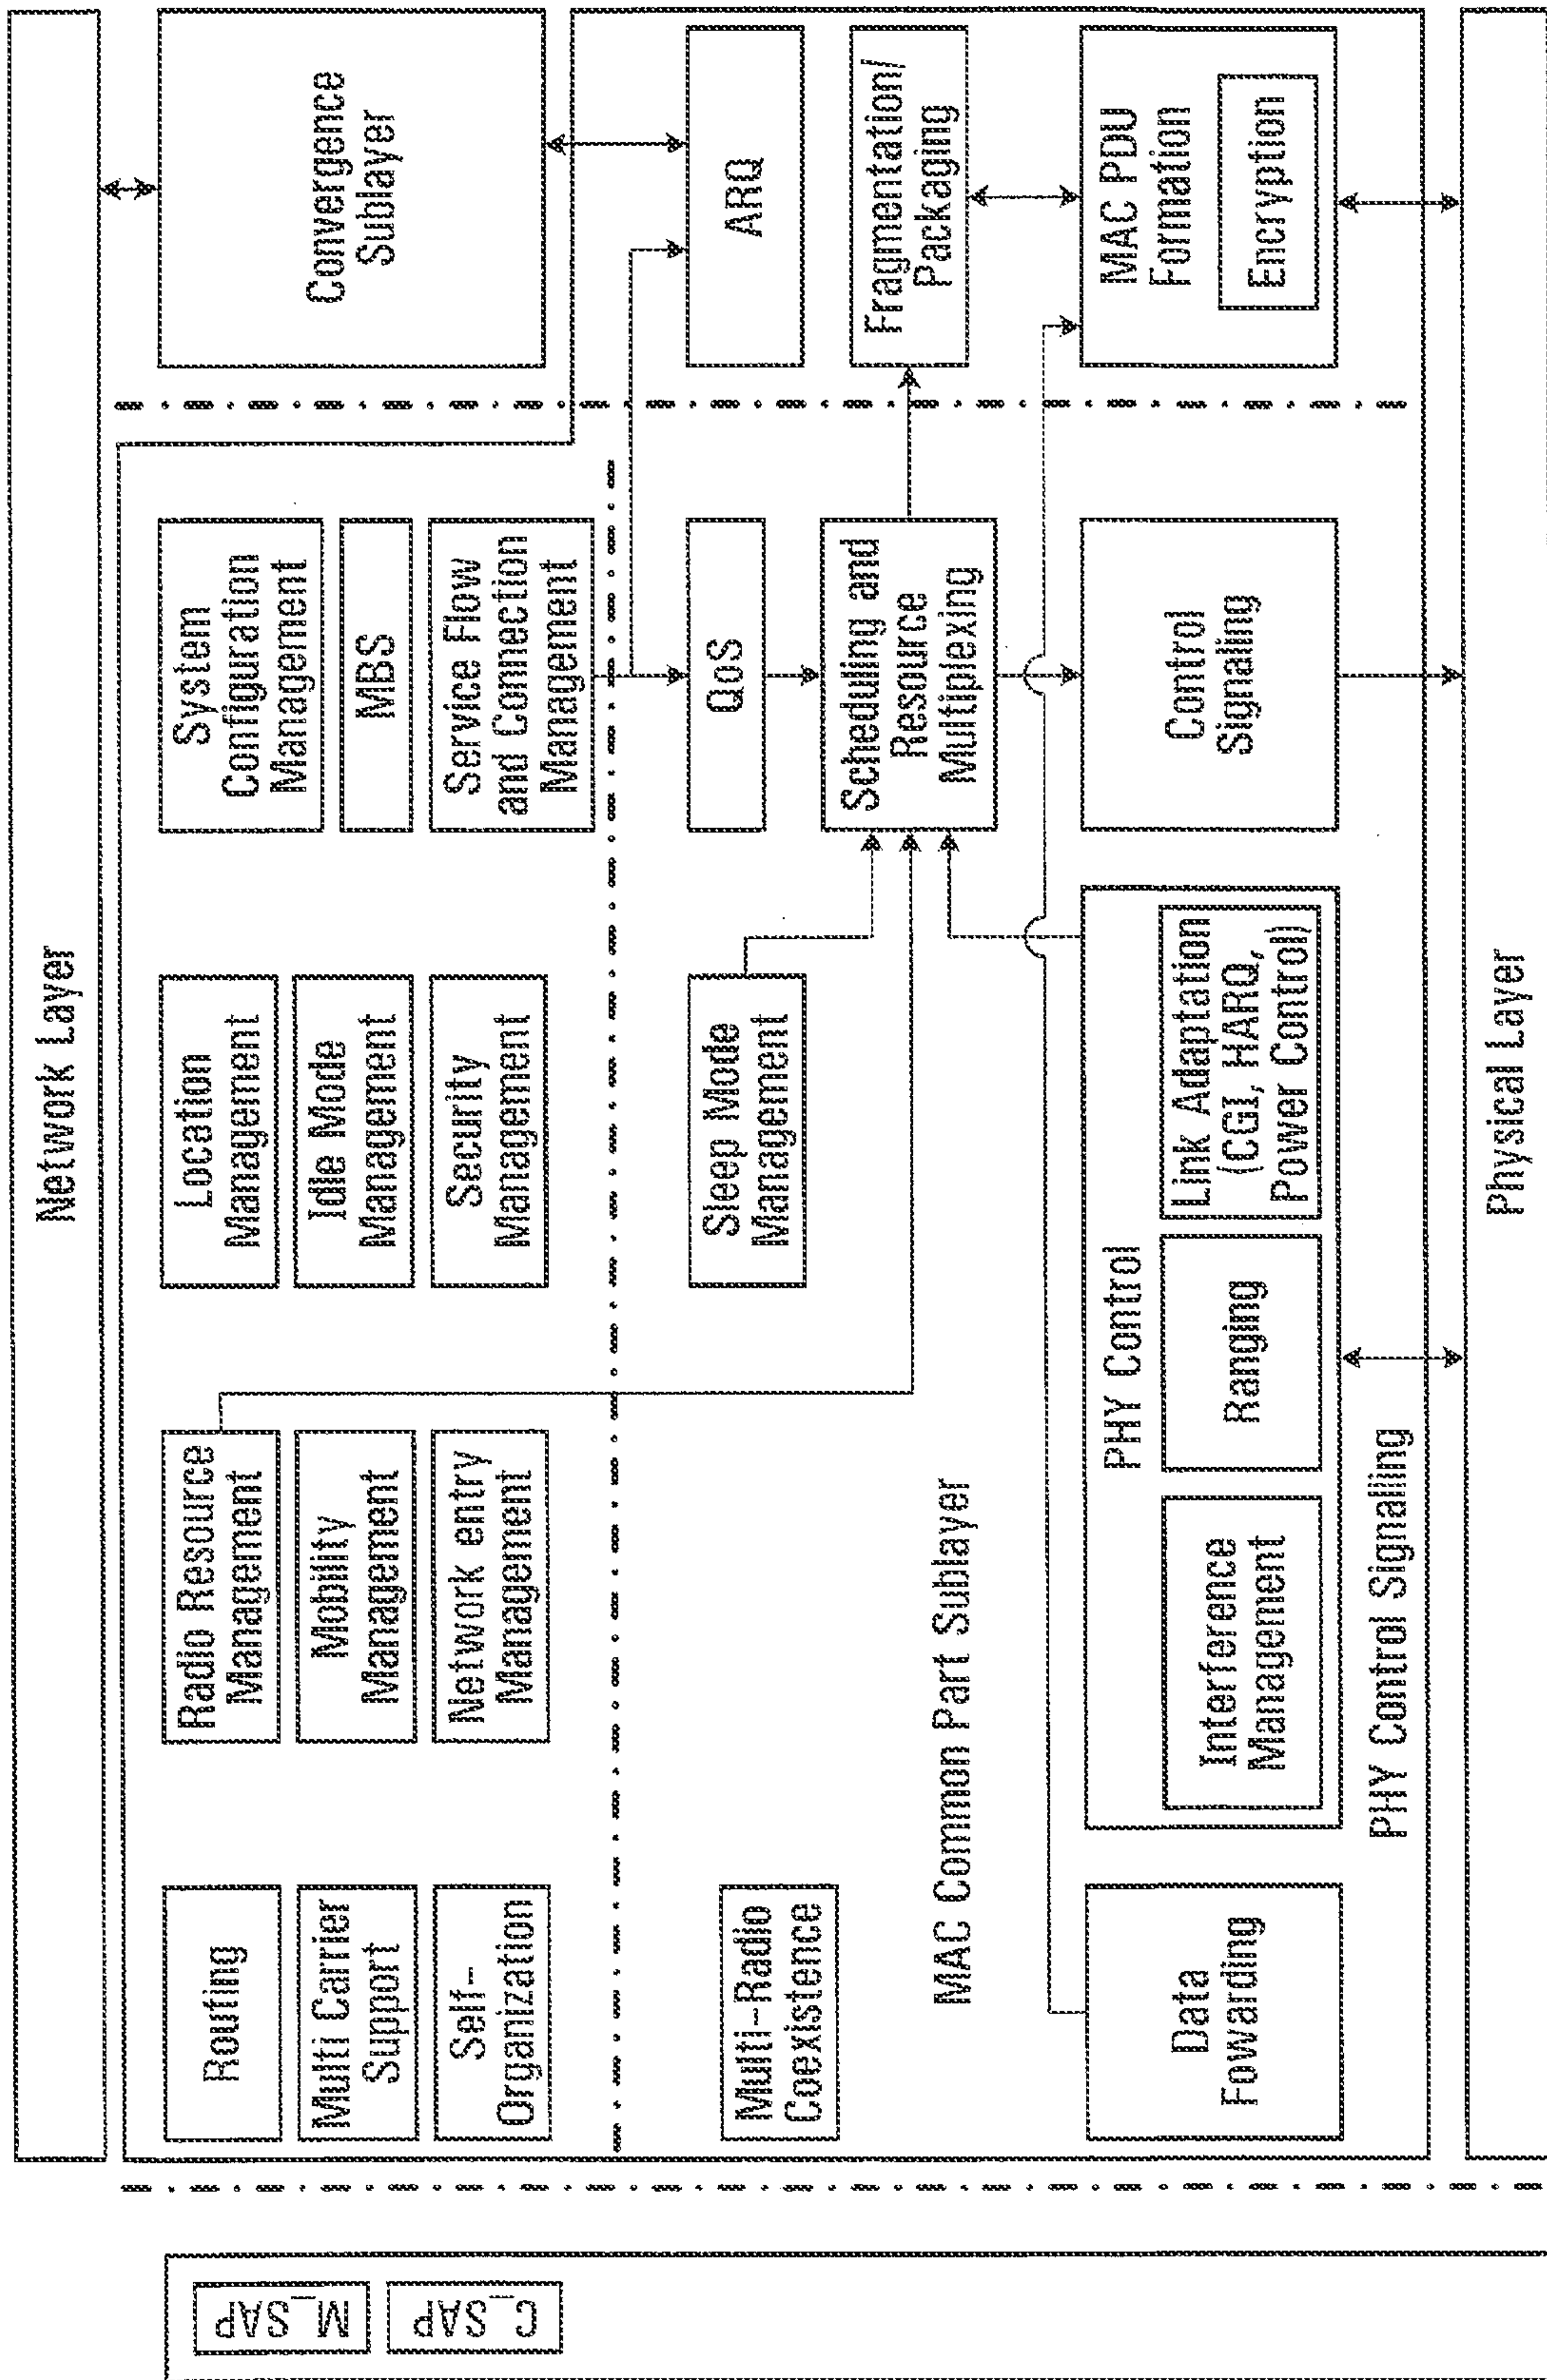 Network Layer
Routing
Multi Carrier
Support
Self-
Organization
Radio Resource
Management
Mobility
Management
Network entry
Management
Location
Management
Idle Mode
Management
Security
Management
System
Configuration
Management
MBS
Service Flow
and Connection
Management
Convergence
Sublayer
Multi-Radio
Coexistence
Sleep Mode
Management
QoS
ARQ
Scheduling and
Resource
Multiplexing
Fragmentation/
Packaging
MAC Common Part Sublayer
Data
Fowarding
PHY Control
Interference
Management
Ranging
Link Adaptation
(CGI, HARQ,
Power Control)
Control
Signaling
MAC PDU
Formation
Encryption
PHY Control Signalling
Physical Layer
M_SAP
C_SAP